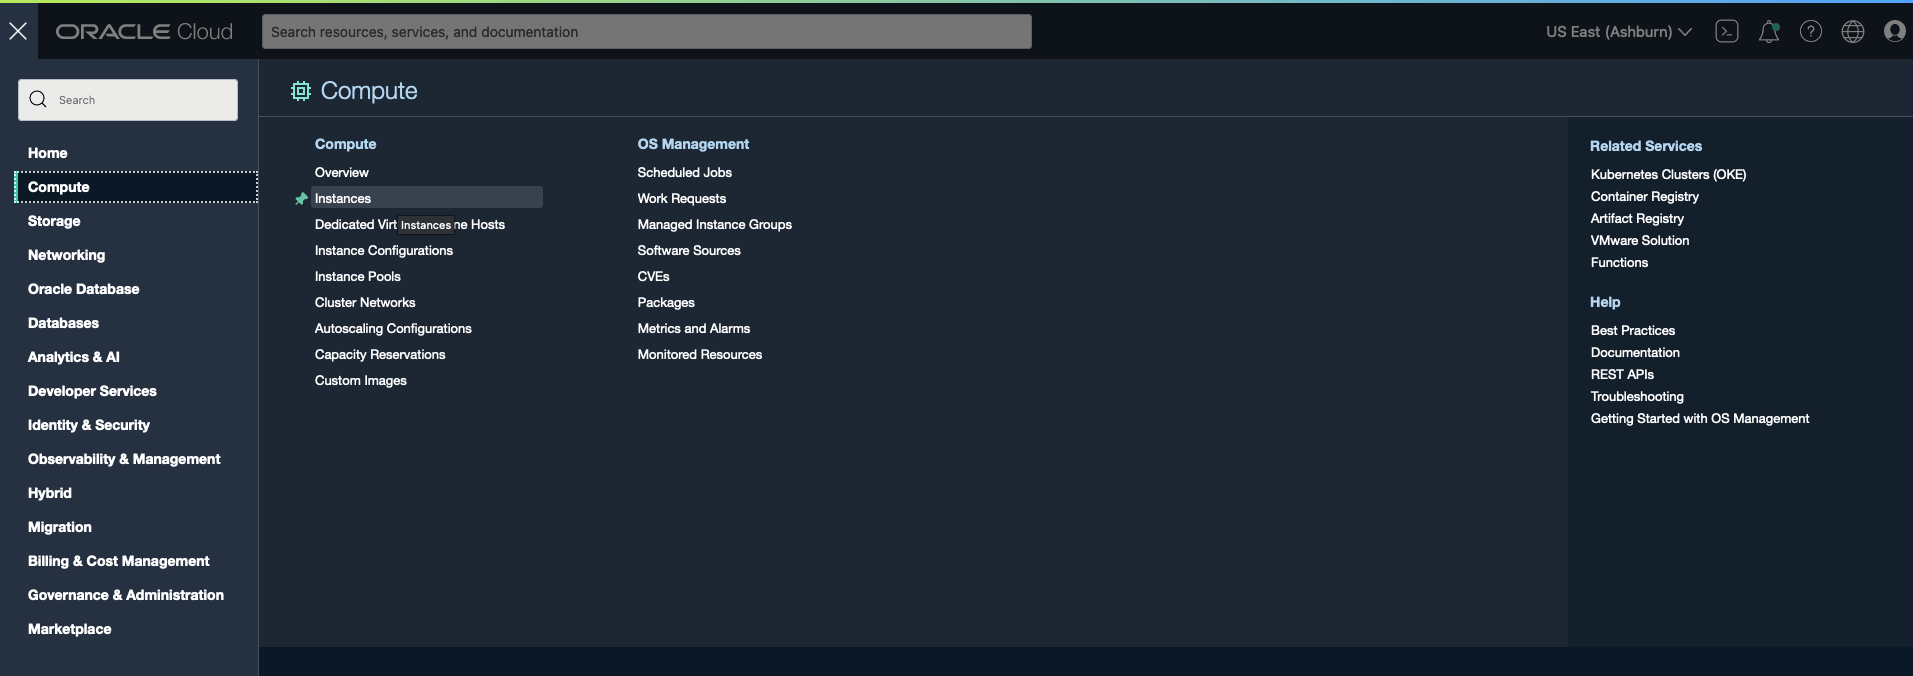 ORACLE Cloud
Search resources, services, and documentation
US East (Ashburn)
Search
Home
Compute
Storage
Networking
Oracle Database
Databases
Analytics & AI
Developer Services
Identity & Security
Observability & Management
Hybrid
Migration
Billing & Cost Management
Governance & Administration
Marketplace
Compute
Compute
Overview
Instances
Dedicated Virt
Instances
ne Hosts
Instance Configurations
Instance Pools
Cluster Networks
Autoscaling Configurations
Capacity Reservations
Custom Images
OS Management
Scheduled Jobs
Work Requests
Managed Instance Groups
Software Sources
CVEs
Packages
Metrics and Alarms
Monitored Resources
Related Services
Kubernetes Clusters (OKE)
Container Registry
Artifact Registry
VMware Solution
Functions
Help
Best Practices
Documentation
REST APIs
Troubleshooting
Getting Started with OS Management